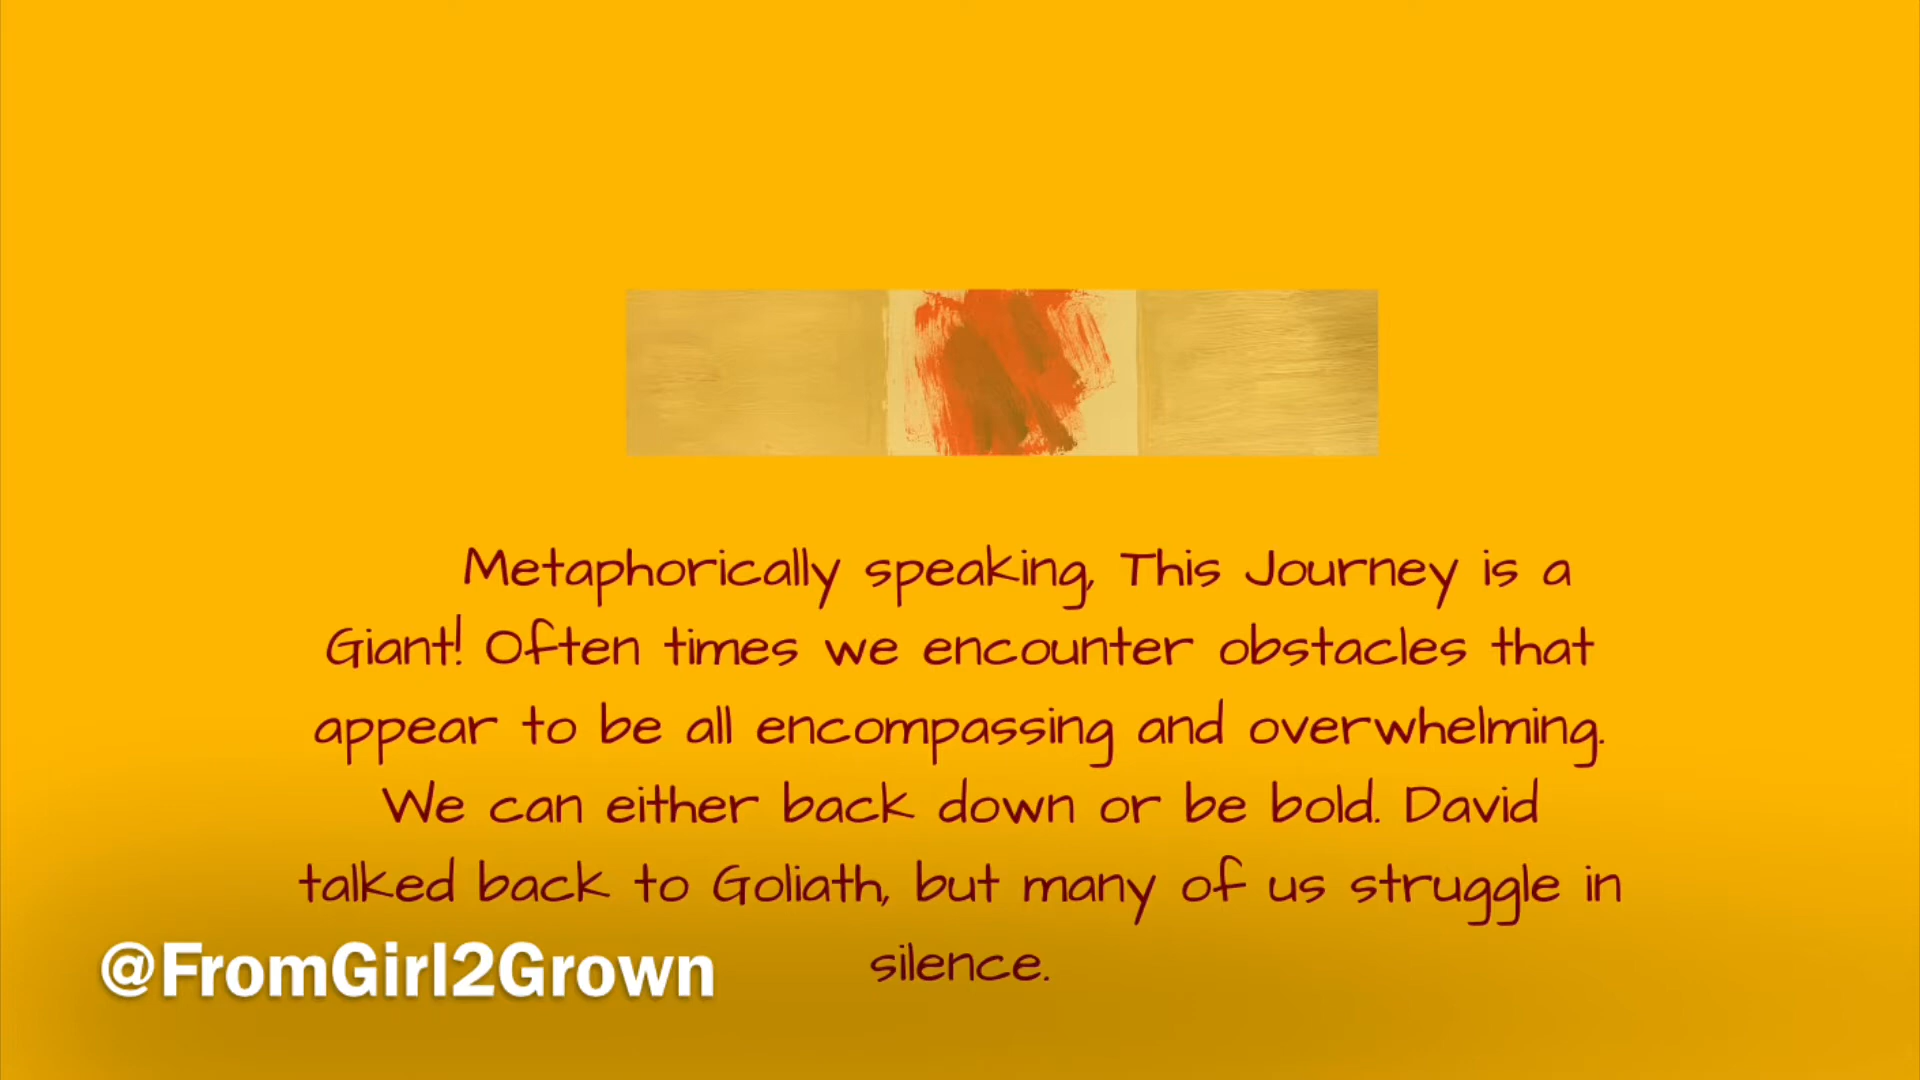 Metaphorically speaking, This Journey is a
Giant! Often times we encounter obstacles that
appear to be all encompassing and overwhelming.
We can either back down or be bold. David
talked back to Goliath, but many of us struggle in
silence.
@FromGirl2Grown